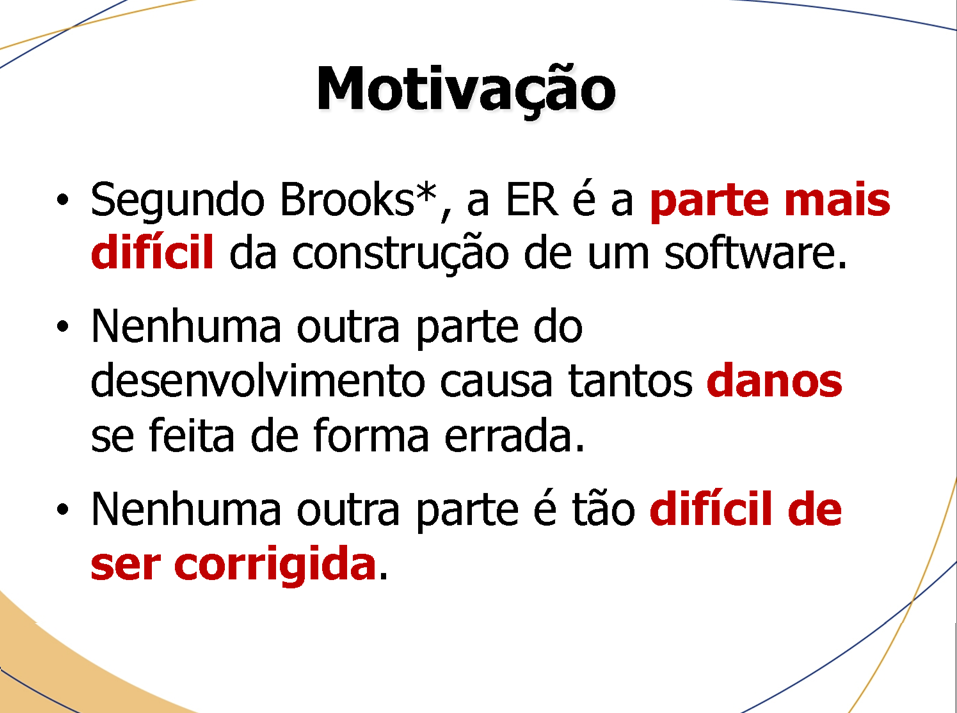 Motivação
• Segundo Brooks*, a ER é a parte mais
difícil da construção de um software.
• Nenhuma outra parte do
desenvolvimento causa tantos danos
se feita de forma errada.
• Nenhuma outra parte é tão difícil de
ser corrigida.